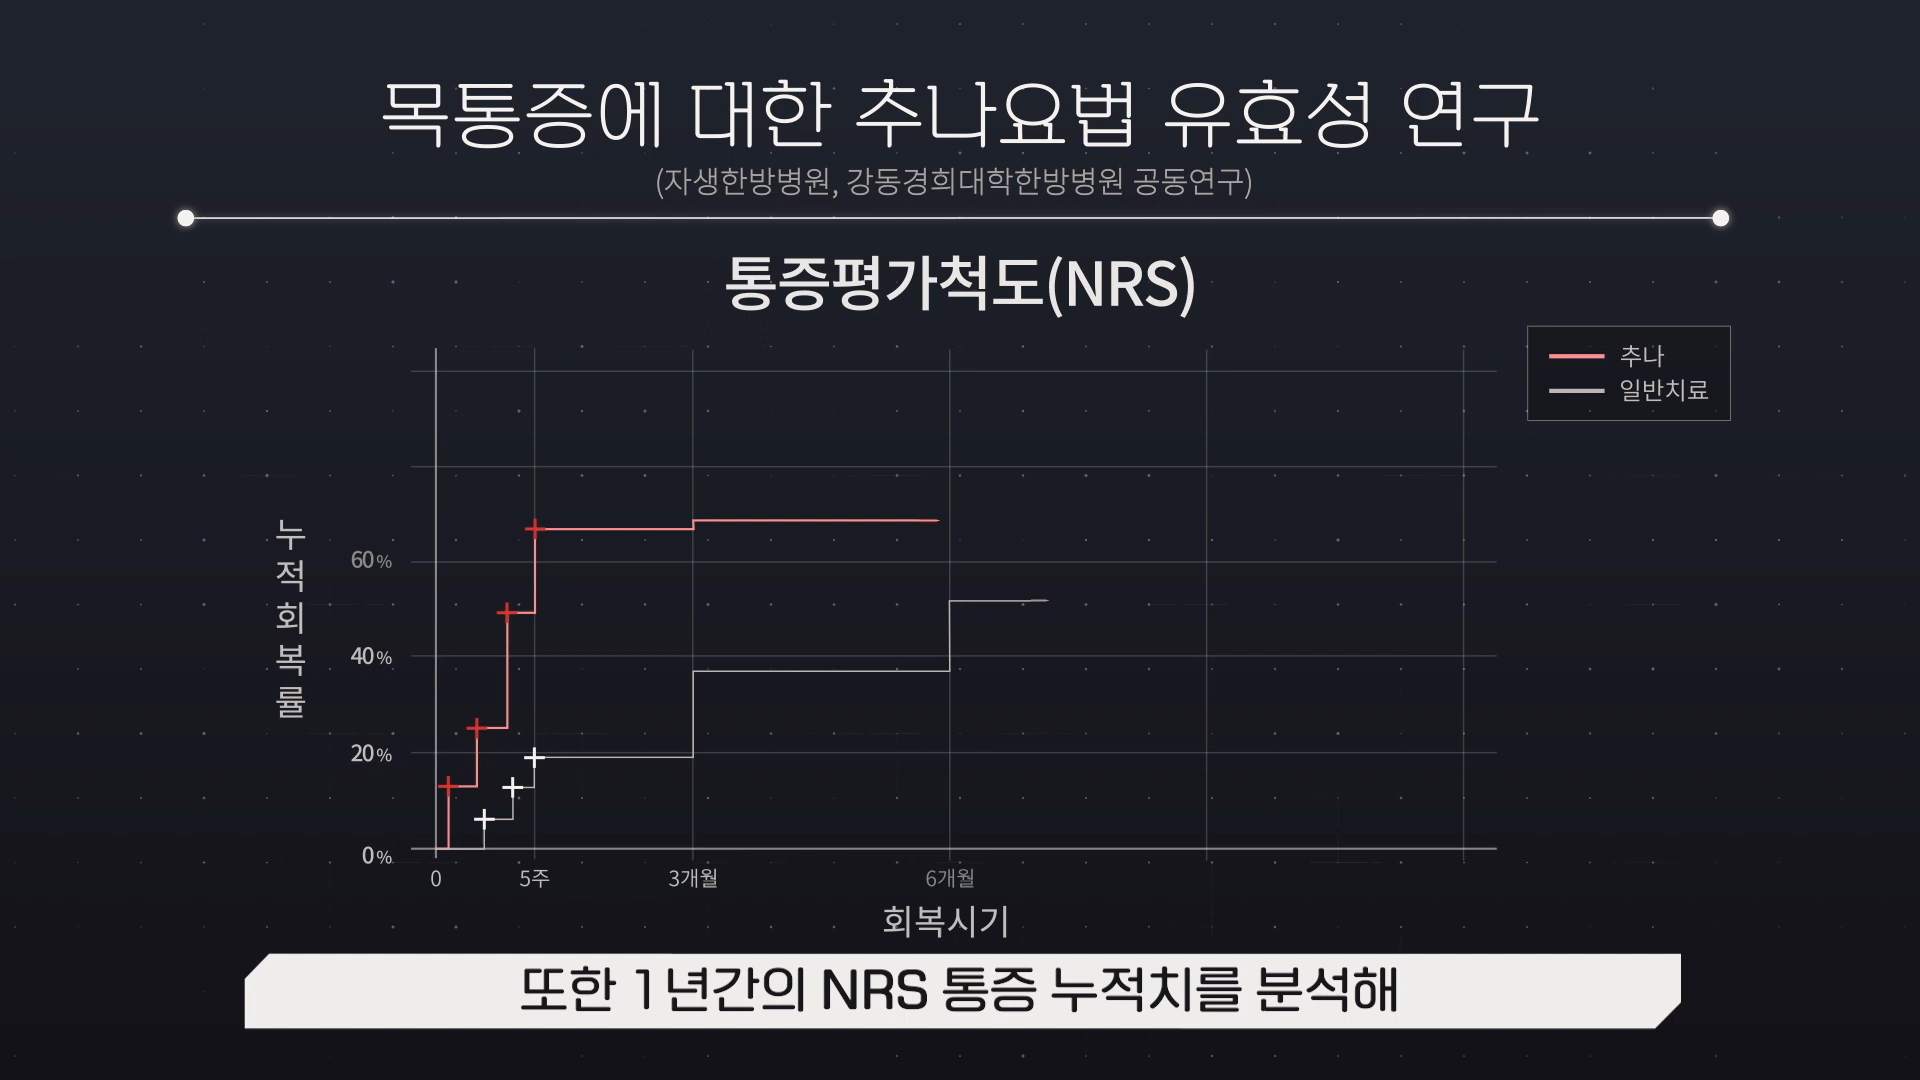 목통증에 대한 추나요법 유효성 연구
(자생한방병원, 강동경희대학한방병원 공동연구)
통증평가척도(NRS)
추나
일반치료
누적회복률
60%
40%
20%
0%
0 5주 3개월 6개월
회복시기
또한 1년간의 NRS 통증 누적치를 분석해